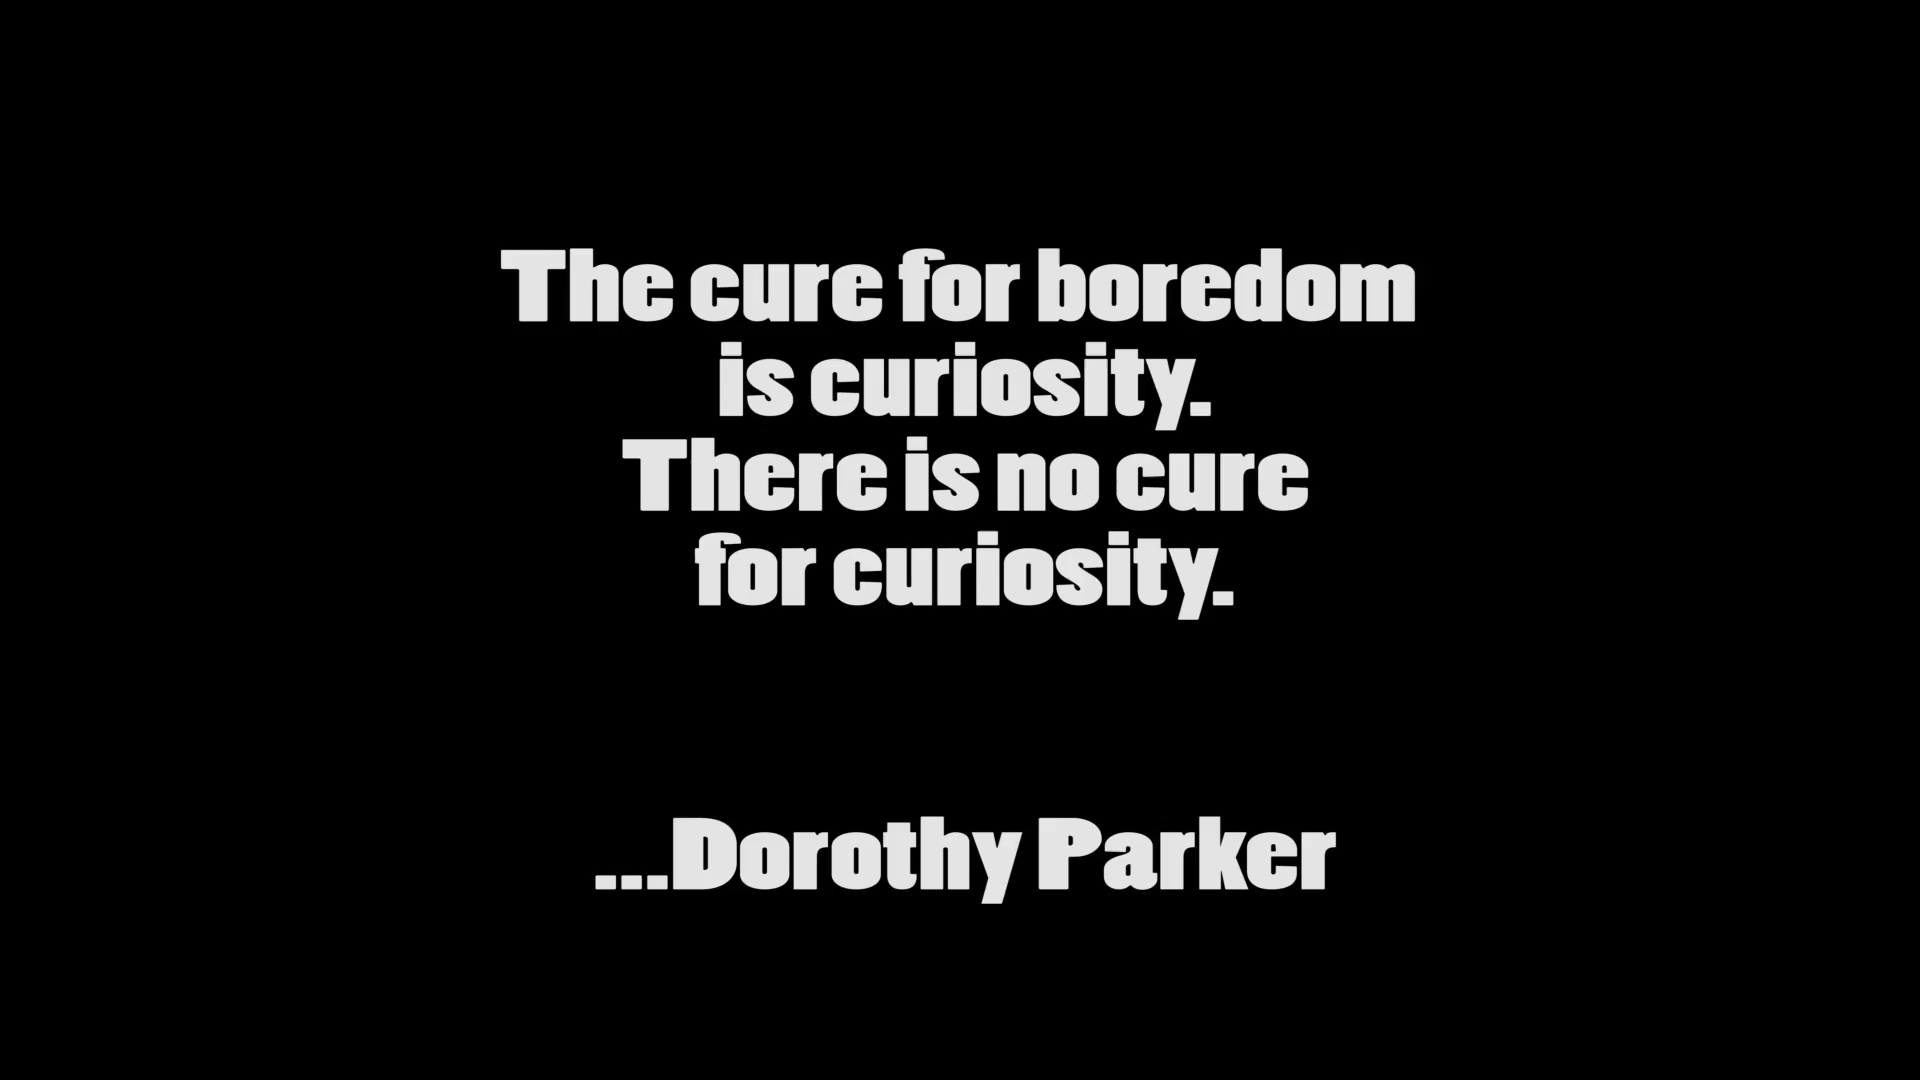 The cure for boredom
is curiosity.
There is no cure
for curiosity.
...Dorothy Parker